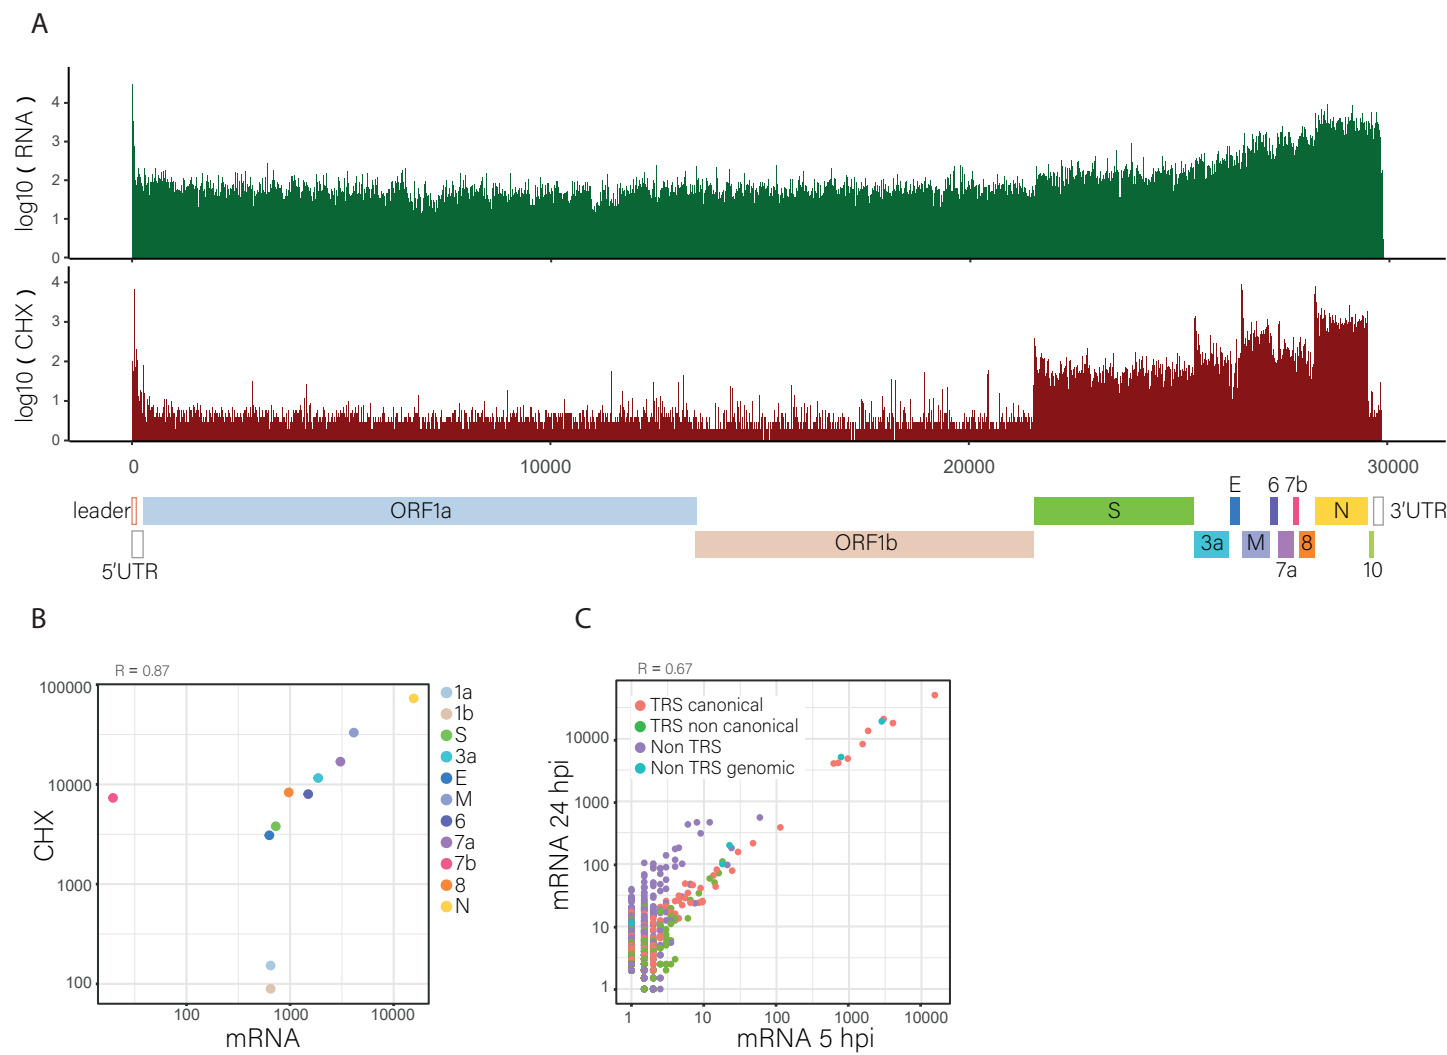 A
log10 ( RNA )
4
3
2
1
0
log10 ( CHX )
4
3
2
1
0
0 10000 20000 30000
E 6 7b
leader ORF1a S N 3'UTR
ORF1b 3a M 8
5'UTR 7a 10
B
R = 0.87
CHX
100000
10000
1000
100
100 1000 10000
mRNA
1a
1b
S
3a
E
M
6
7a
7b
8
N
C
R = 0.67
TRS canonical
TRS non canonical
Non TRS
Non TRS genomic
mRNA 24 hpi
10000
1000
100
10
1
1 10 100 1000 10000
mRNA 5 hpi